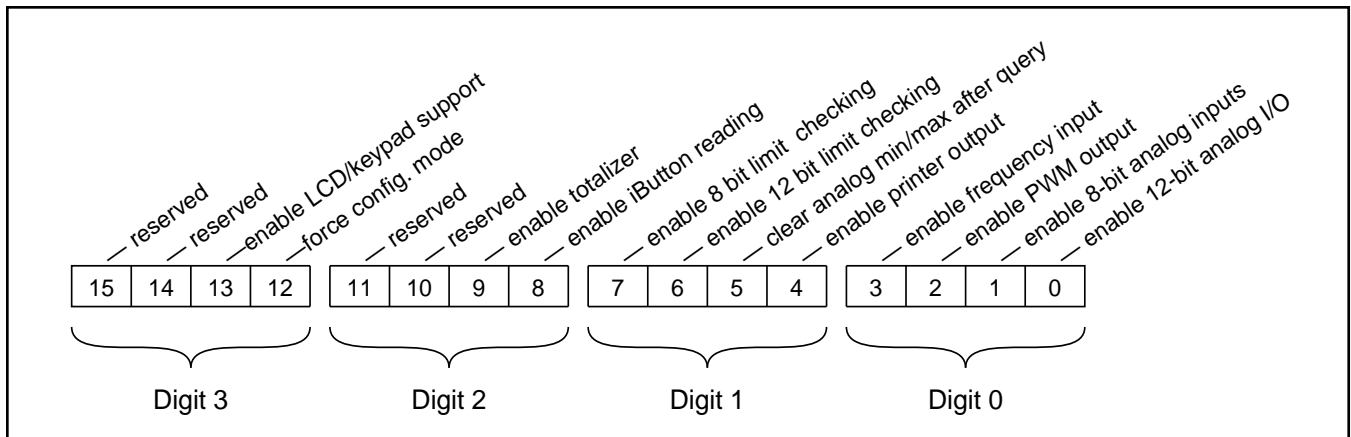 reserved
reserved
enable LCD/keypad support
force config. mode
reserved
reserved
enable totalizer
enable iButton reading
enable 8 bit limit checking
enable 12 bit limit checking
clear analog min/max after query
enable printer output
enable frequency input
enable PWM output
enable 8-bit analog inputs
enable 12-bit analog I/O
15 14 13 12 11 10 9 8 7 6 5 4 3 2 1 0
Digit 3 Digit 2 Digit 1 Digit 0